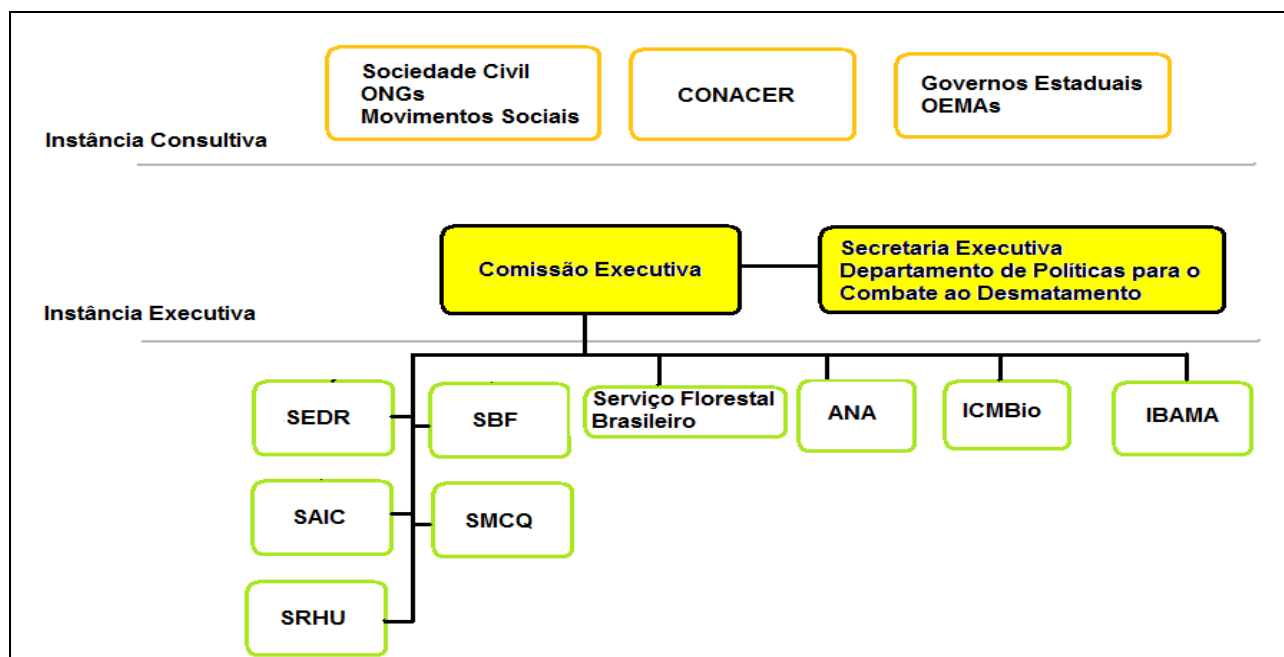 Sociedade Civil
ONGs
Movimentos Sociais
CONACER
Governos Estaduais
OEMAs
Instância Consultiva
Comissão Executiva
Secretaria Executiva
Departamento de Políticas para o
Combate ao Desmatamento
Instância Executiva
SEDR
SBF
Serviço Florestal
Brasileiro
ANA
ICMBio
IBAMA
SAIC
SMCQ
SRHU